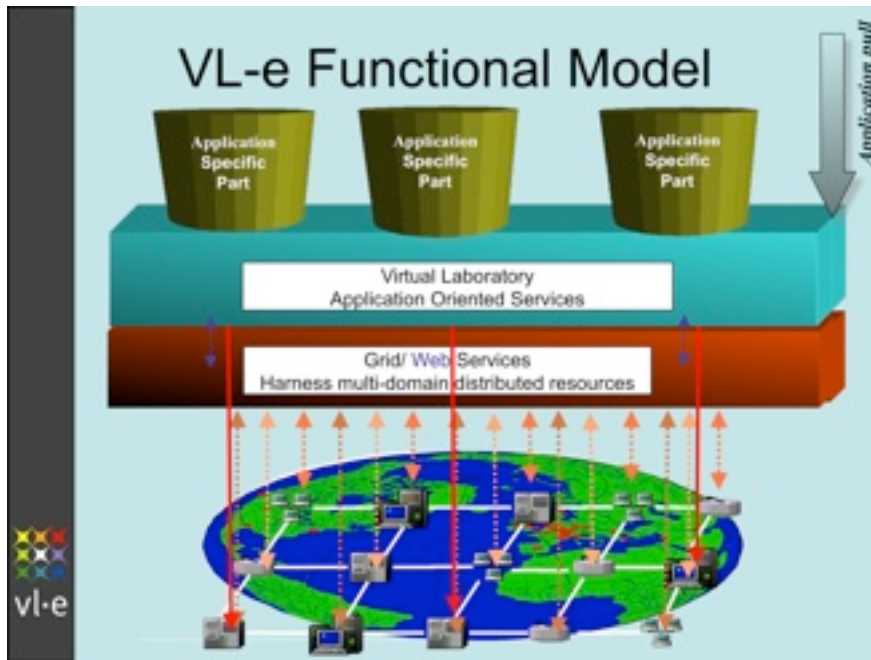 VL-e Functional Model
Application pull
Application
Specific
Part
Application
Specific
Part
Application
Specific
Part
Virtual Laboratory
Application Oriented Services
Grid/ Web Services
Harness multi-domain distributed resources
vl·e